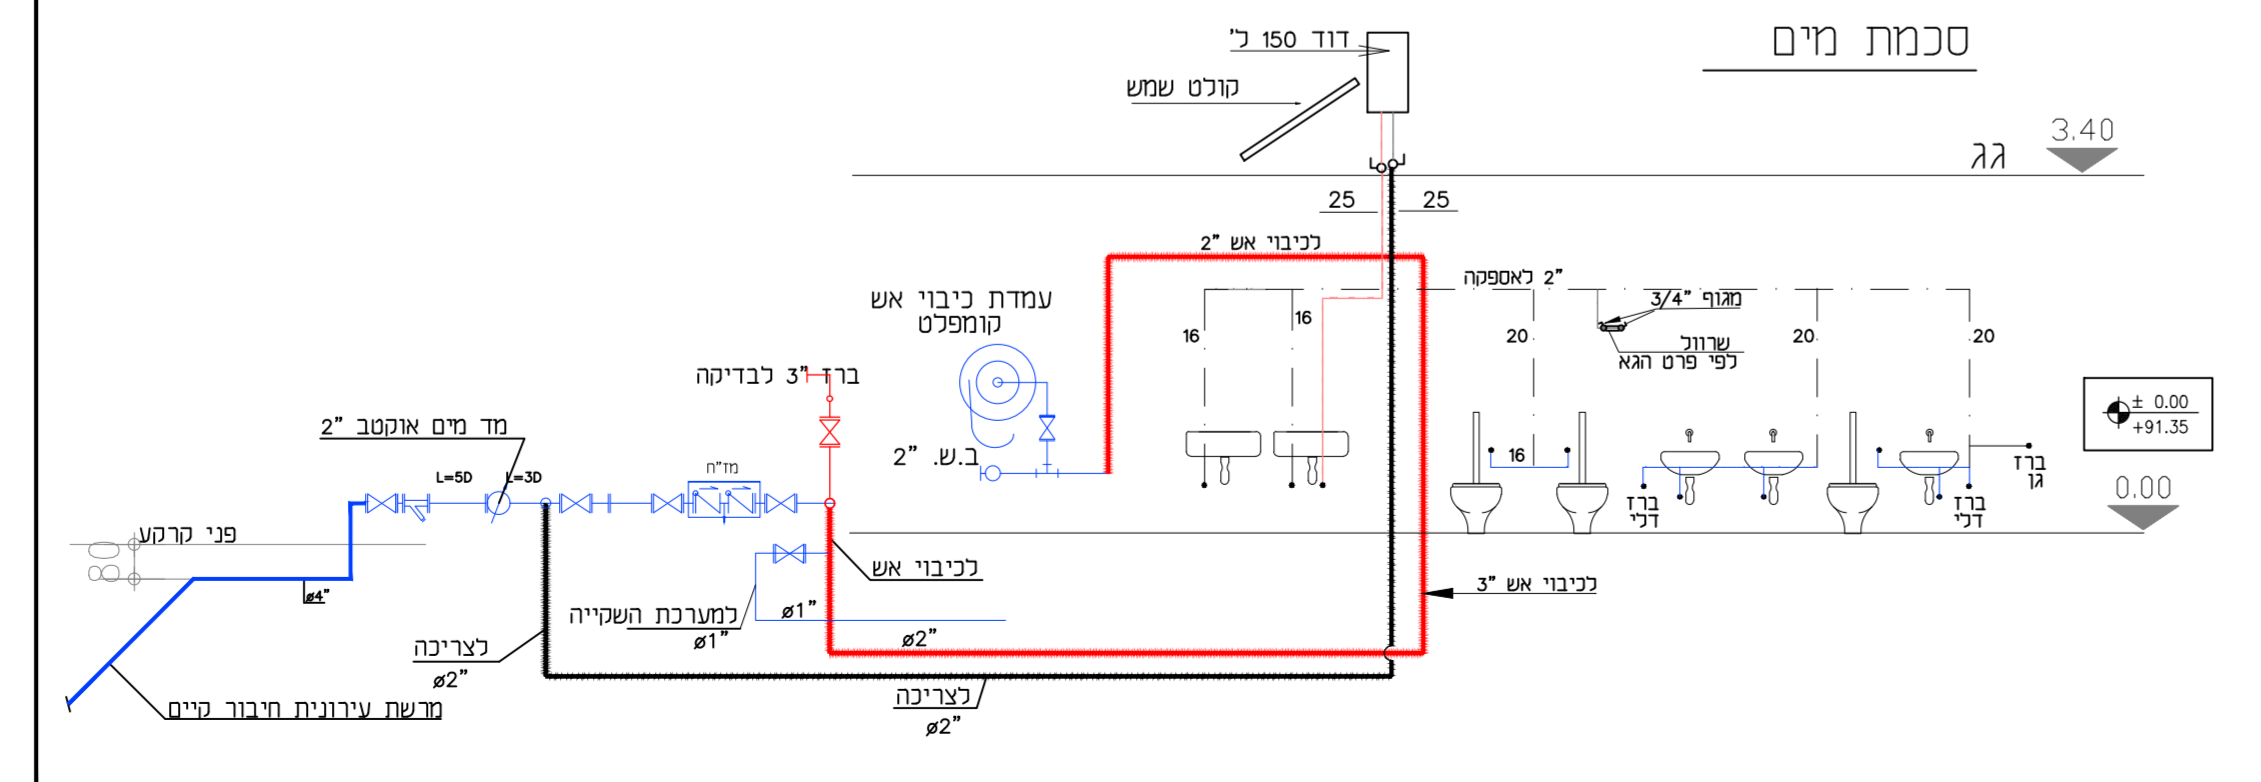 סכמת מים
דוד 150 ל'
קולט שמש
3.40
גג
25
25
לכיבוי אש 2"
2" לאספקה
עמדת כיבוי אש
קומפלט
מגוף 3/4"
16
16
20
20
20
שרוול
לפי פרט הגא
ברז 3" לבדיקה
± 0.00
+91.35
מד מים אוקטב 2"
ב.ש. 2"
16
ברז
גן
L=5D
L=3D
מז"ח
0.00
ברז
דלי
ברז
דלי
פני קרקע
80
לכיבוי אש
לכיבוי אש 3"
ø4"
למערכת השקייה
ø1"
ø1"
ø2"
לצריכה
ø2"
לצריכה
ø2"
מרשת עירונית חיבור קיים